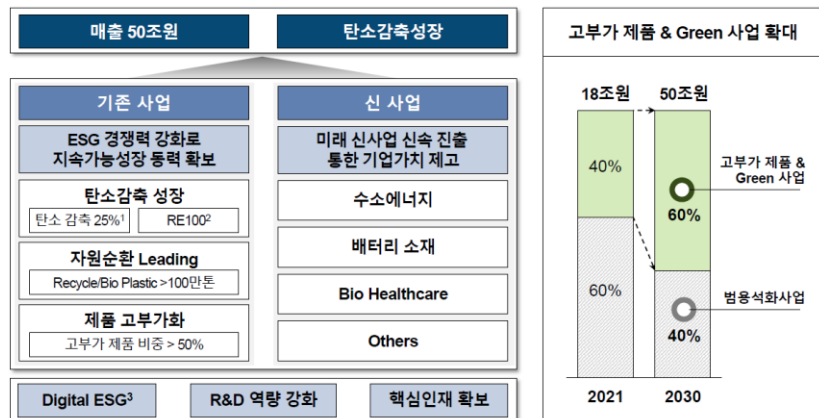 매출 50조원
탄소감축성장
기존 사업
ESG 경쟁력 강화로
지속가능성장 동력 확보
탄소감축 성장
탄소 감축 25%¹
RE100²
자원순환 Leading
Recycle/Bio Plastic >100만톤
제품 고부가화
고부가 제품 비중 > 50%
신 사업
미래 신사업 신속 진출
통한 기업가치 제고
수소에너지
배터리 소재
Bio Healthcare
Others
Digital ESG³
R&D 역량 강화
핵심인재 확보
고부가 제품 & Green 사업 확대
18조원
50조원
40%
60%
60%
40%
고부가 제품 &
Green 사업
범용석화사업
2021
2030